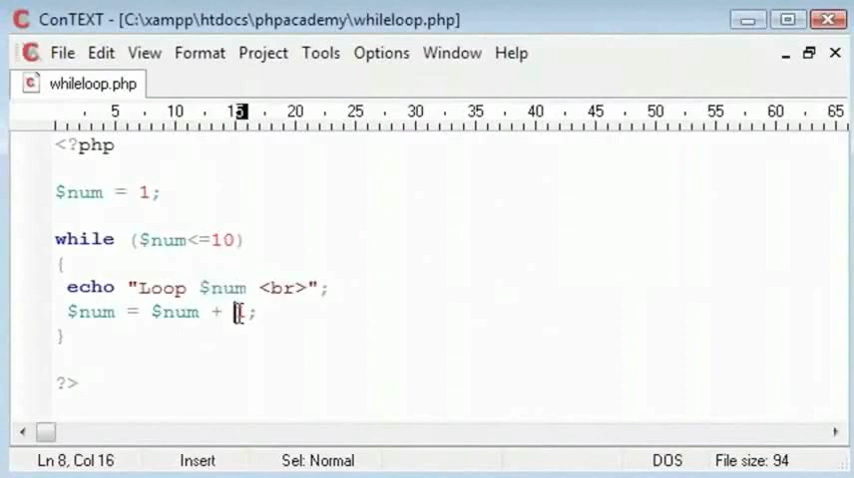 ConTEXT - [C:\xampp\htdocs\phpacademy\whileloop.php]
File Edit View Format Project Tools Options Window Help
whileloop.php
5 10 15 20 25 30 35 40 45 50 55 60 65
<?php
$num = 1;
while ($num<=10)
{
echo "Loop $num <br>";
$num = $num + 1;
}
?>
Ln 8, Col 16 Insert Sel: Normal DOS File size: 94